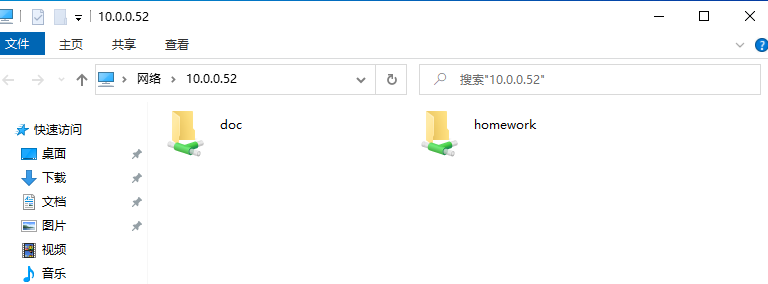 10.0.0.52
文件 主页 共享 查看
网络 10.0.0.52 搜索"10.0.0.52"
快速访问
桌面
下载
文档
图片
视频
音乐
doc homework